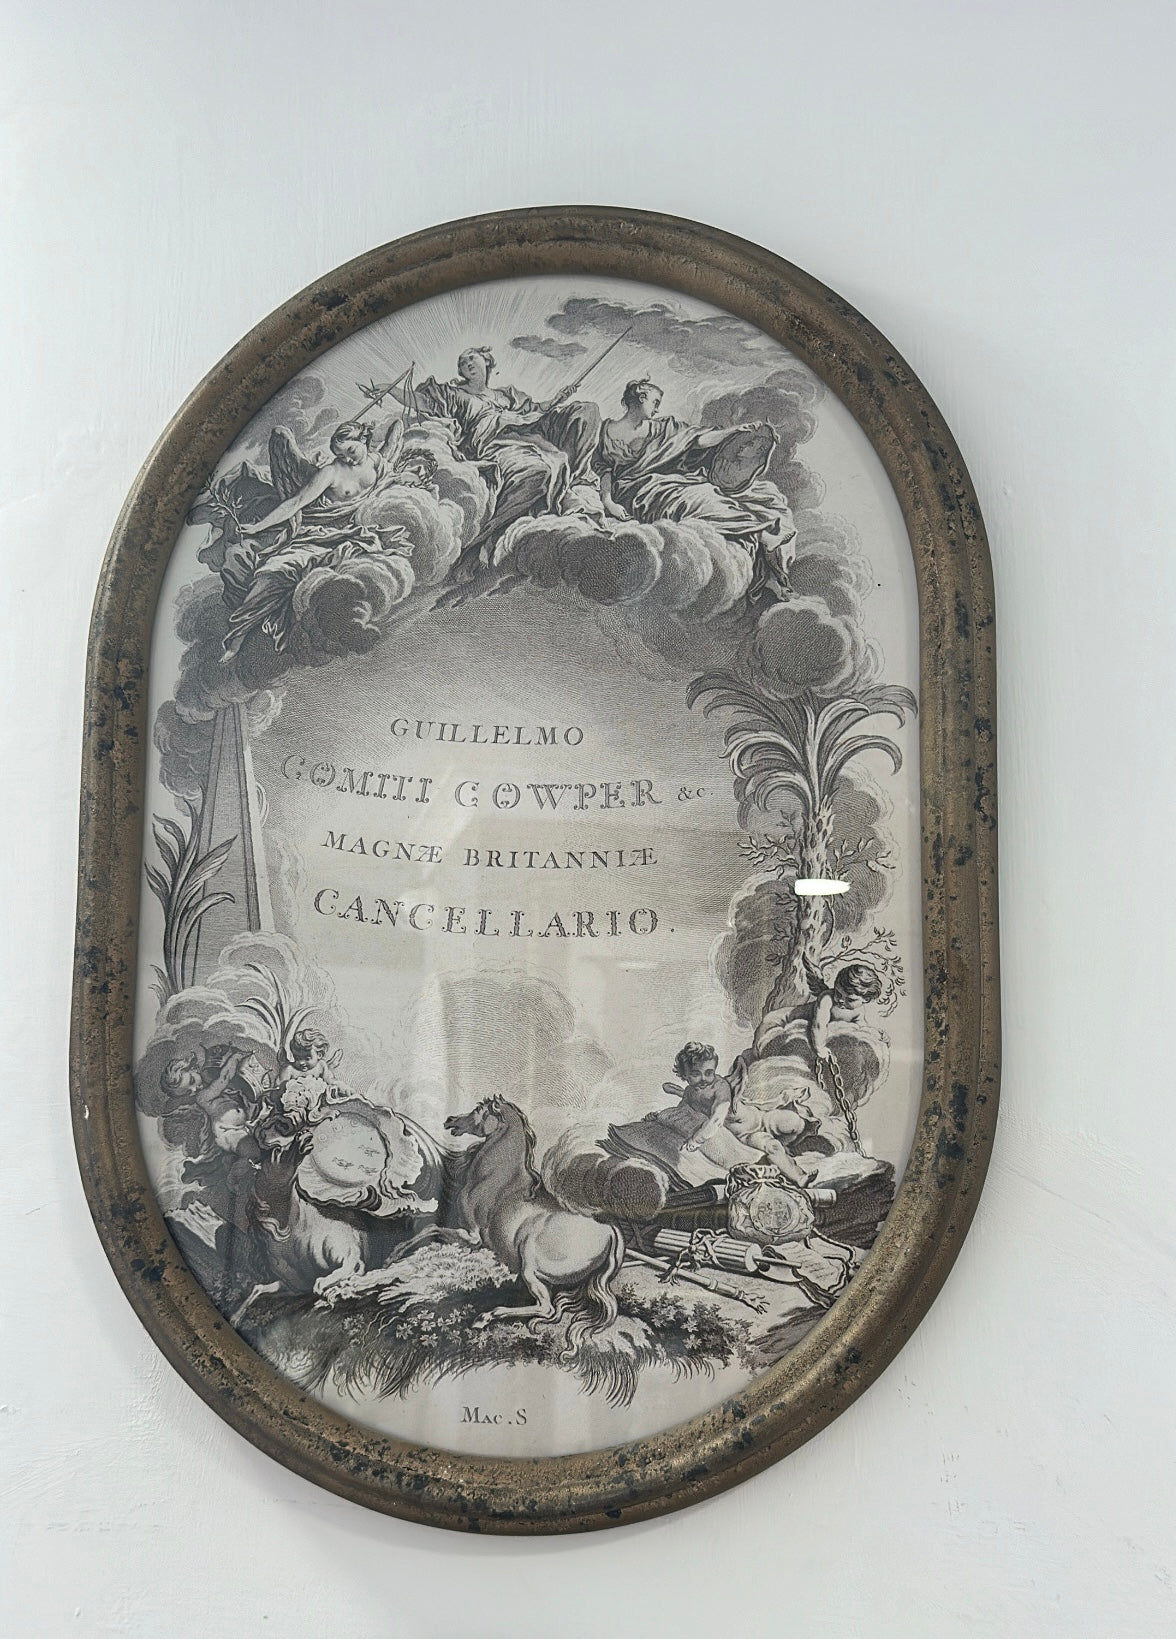 GUILLELMO
COMITI COWPER &c.
MAGNÆ BRITANNIÆ
CANCELLARIO.
MAC.S